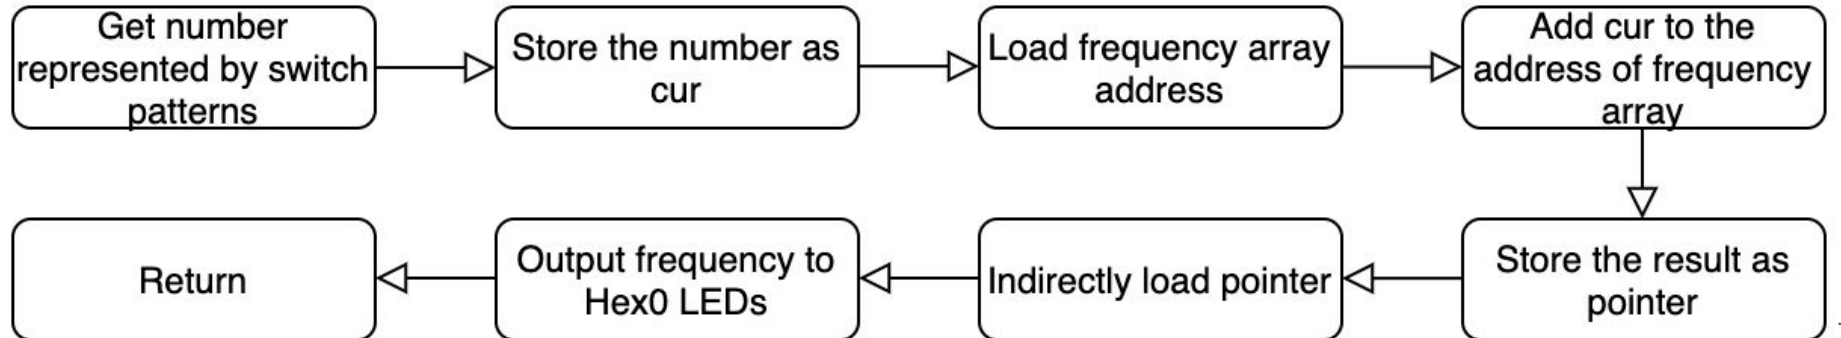 Get number
represented by switch
patterns
Store the number as
cur
Load frequency array
address
Add cur to the
address of frequency
array
Store the result as
pointer
Indirectly load pointer
Output frequency to
Hex0 LEDs
Return